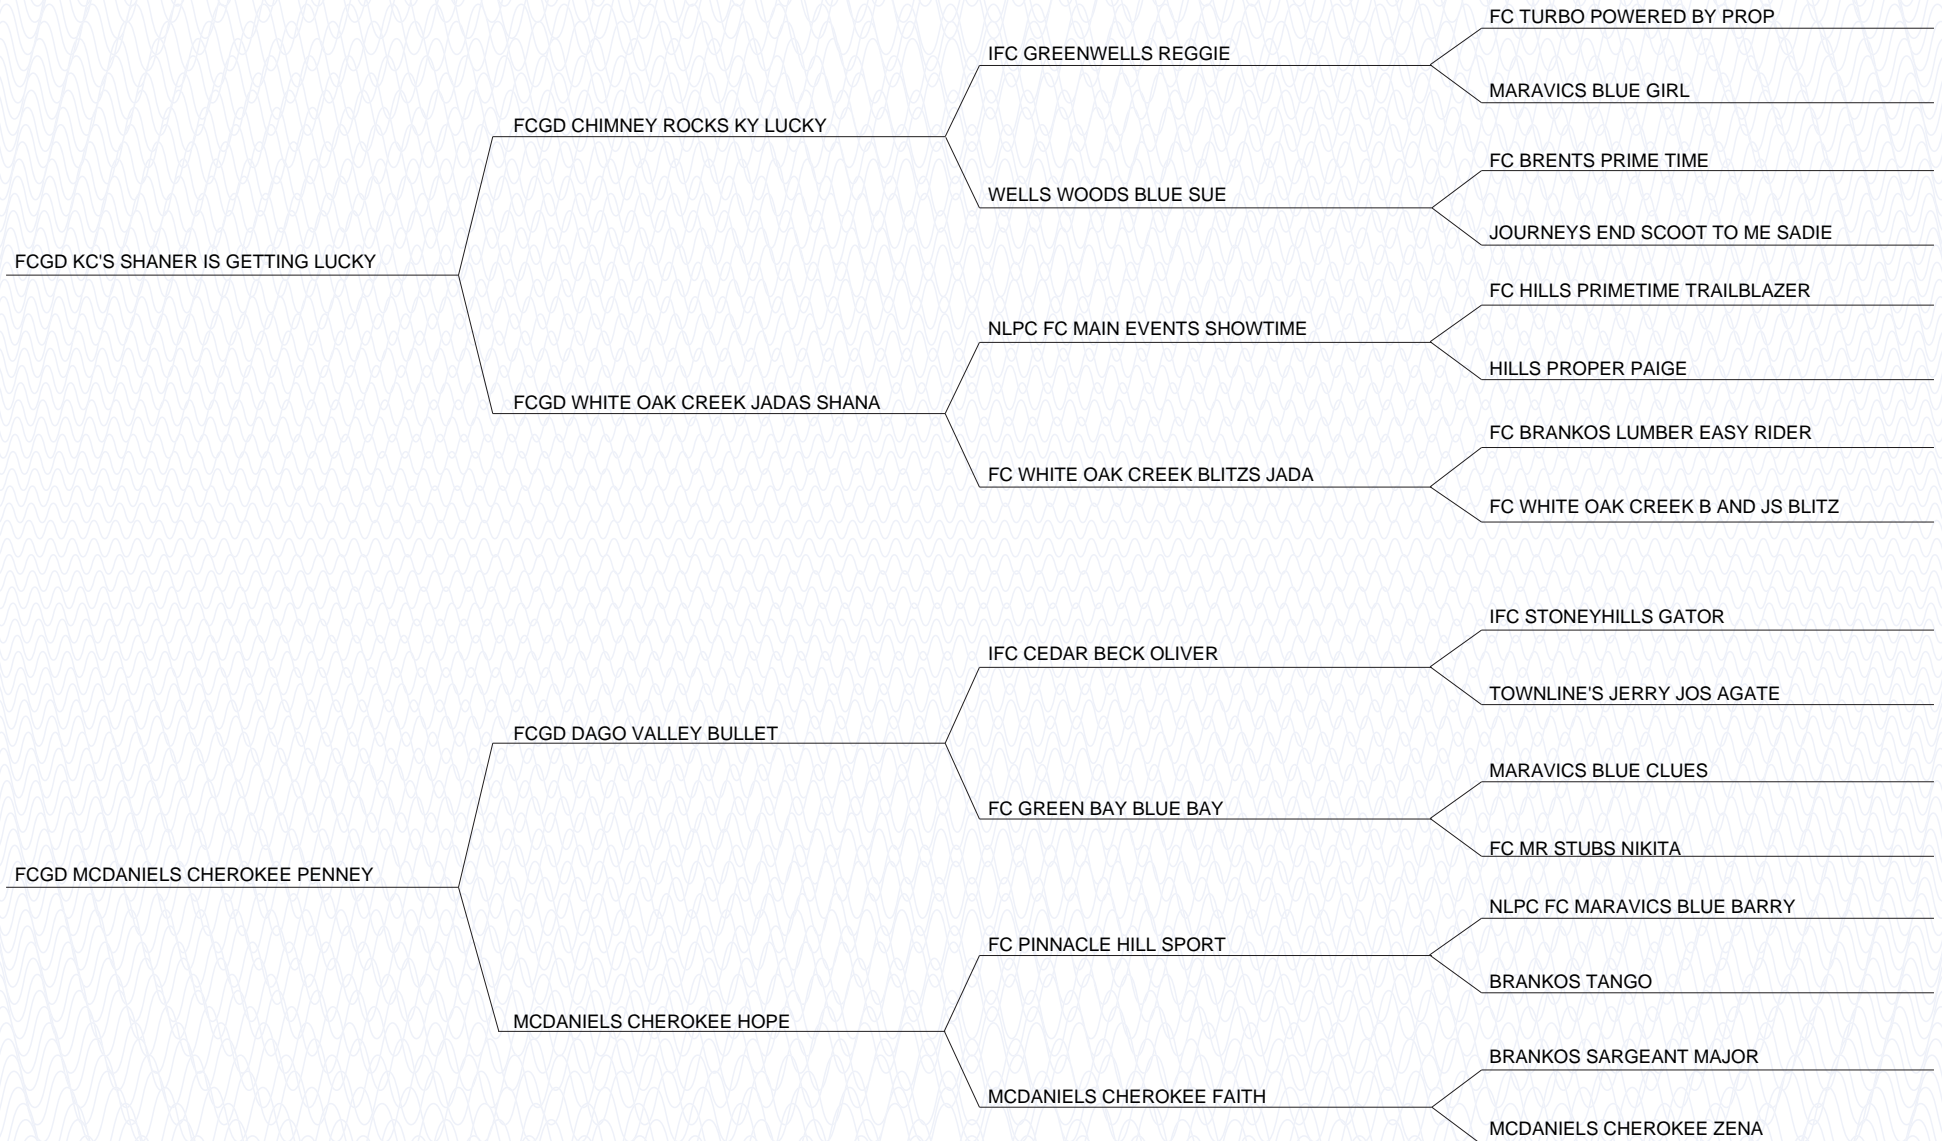 FC TURBO POWERED BY PROP
IFC GREENWELLS REGGIE
MARAVICS BLUE GIRL
FCGD CHIMNEY ROCKS KY LUCKY
FC BRENTS PRIME TIME
WELLS WOODS BLUE SUE
JOURNEYS END SCOOT TO ME SADIE
FCGD KC'S SHANER IS GETTING LUCKY
FC HILLS PRIMETIME TRAILBLAZER
NLPC FC MAIN EVENTS SHOWTIME
HILLS PROPER PAIGE
FCGD WHITE OAK CREEK JADAS SHANA
FC BRANKOS LUMBER EASY RIDER
FC WHITE OAK CREEK BLITZS JADA
FC WHITE OAK CREEK B AND JS BLITZ
IFC STONEYHILLS GATOR
IFC CEDAR BECK OLIVER
TOWNLINE'S JERRY JOS AGATE
FCGD DAGO VALLEY BULLET
MARAVICS BLUE CLUES
FC GREEN BAY BLUE BAY
FC MR STUBS NIKITA
FCGD MCDANIELS CHEROKEE PENNEY
NLPC FC MARAVICS BLUE BARRY
FC PINNACLE HILL SPORT
BRANKOS TANGO
MCDANIELS CHEROKEE HOPE
BRANKOS SARGEANT MAJOR
MCDANIELS CHEROKEE FAITH
MCDANIELS CHEROKEE ZENA